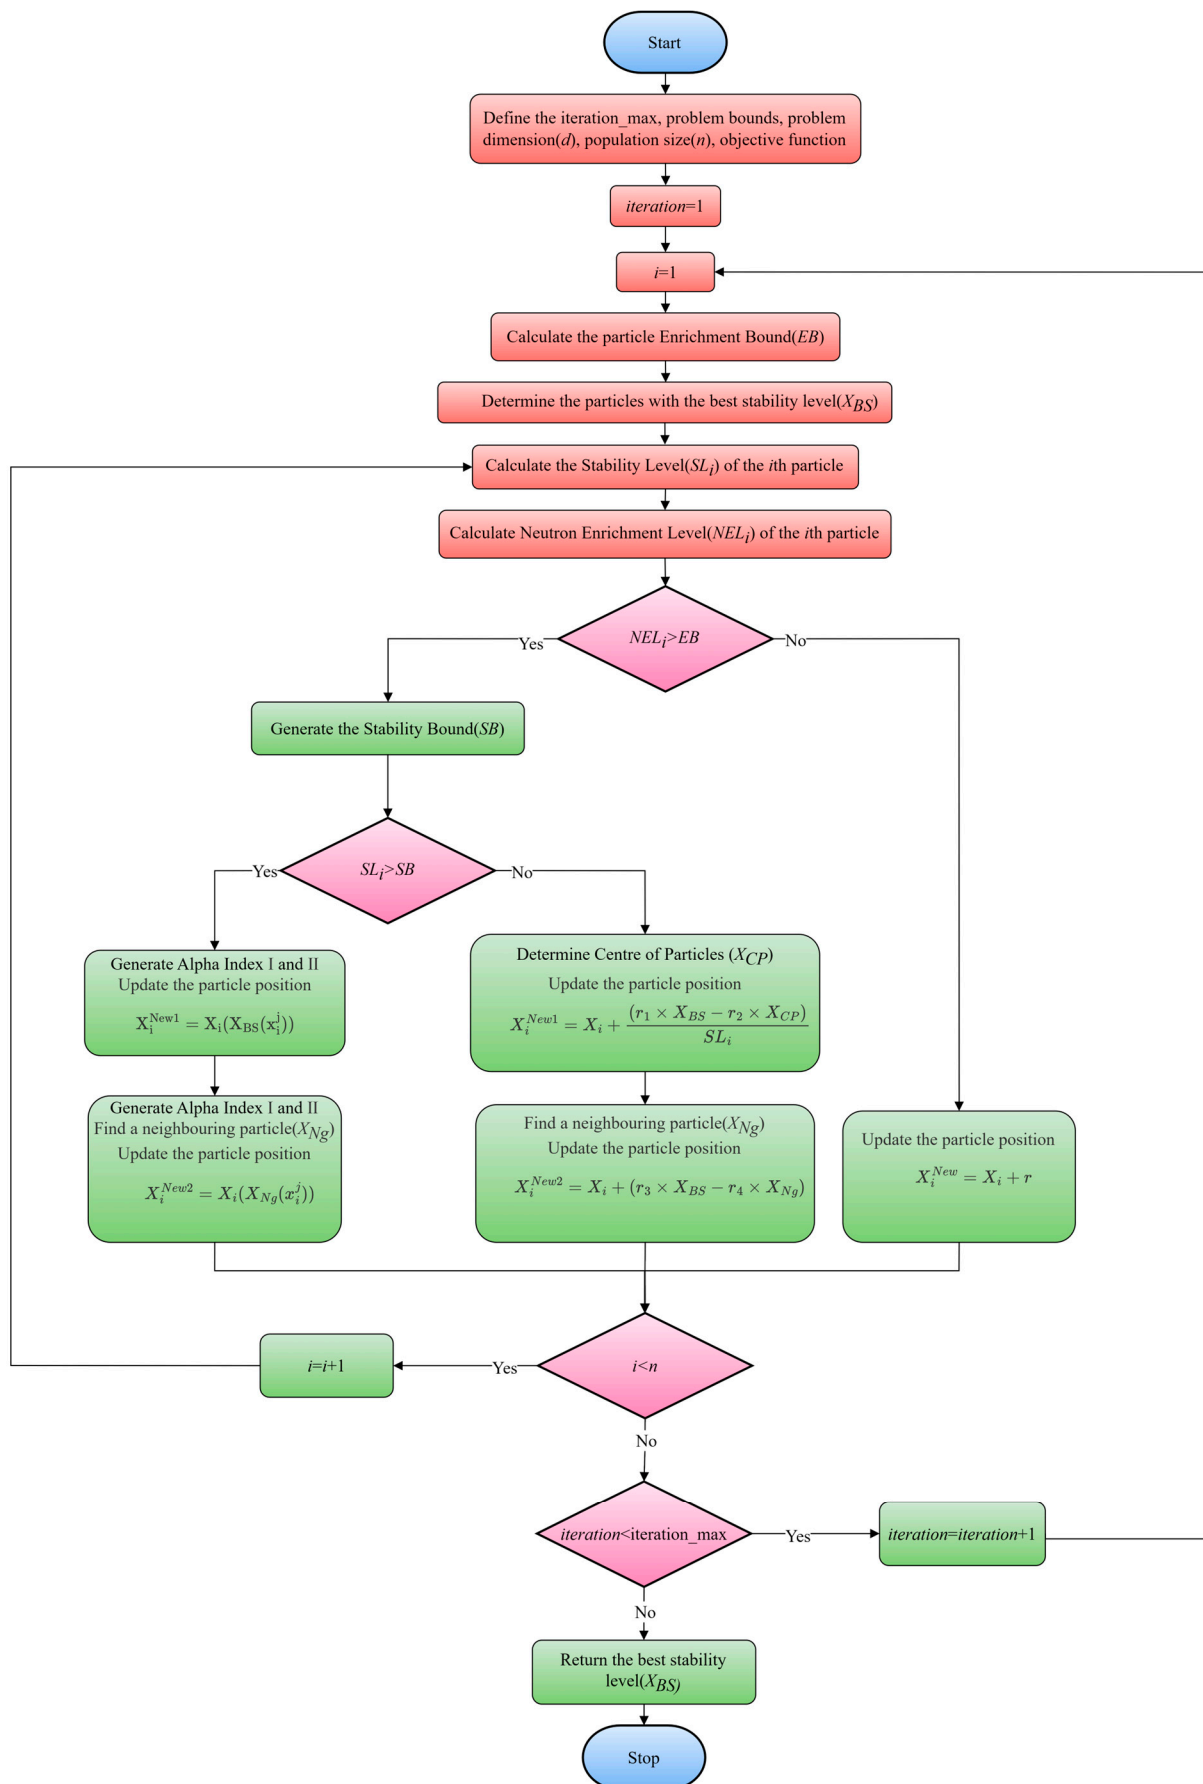 Start
Define the iteration_max, problem bounds, problem
dimension(d), population size(n), objective function
iteration=1
i=1
Calculate the particle Enrichment Bound(EB)
Determine the particles with the best stability level(X_BS)
Calculate the Stability Level(SL_i) of the ith particle
Calculate Neutron Enrichment Level(NEL_i) of the ith particle
NEL_i>EB
Yes
No
Generate the Stability Bound(SB)
SL_i>SB
Yes
No
Generate Alpha Index I and II
Update the particle position
X_i^New1 = X_i(X_BS(x_i^j))
Determine Centre of Particles (X_CP)
Update the particle position
X_i^New1 = X_i + (r_1 × X_BS − r_2 × X_CP) / SL_i
Generate Alpha Index I and II
Find a neighbouring particle(X_Ng)
Update the particle position
X_i^New2 = X_i(X_Ng(x_i^j))
Find a neighbouring particle(X_Ng)
Update the particle position
X_i^New2 = X_i + (r_3 × X_BS − r_4 × X_Ng)
Update the particle position
X_i^New = X_i + r
i=i+1
Yes
i<n
No
iteration<iteration_max
Yes
iteration=iteration+1
No
Return the best stability
level(X_BS)
Stop